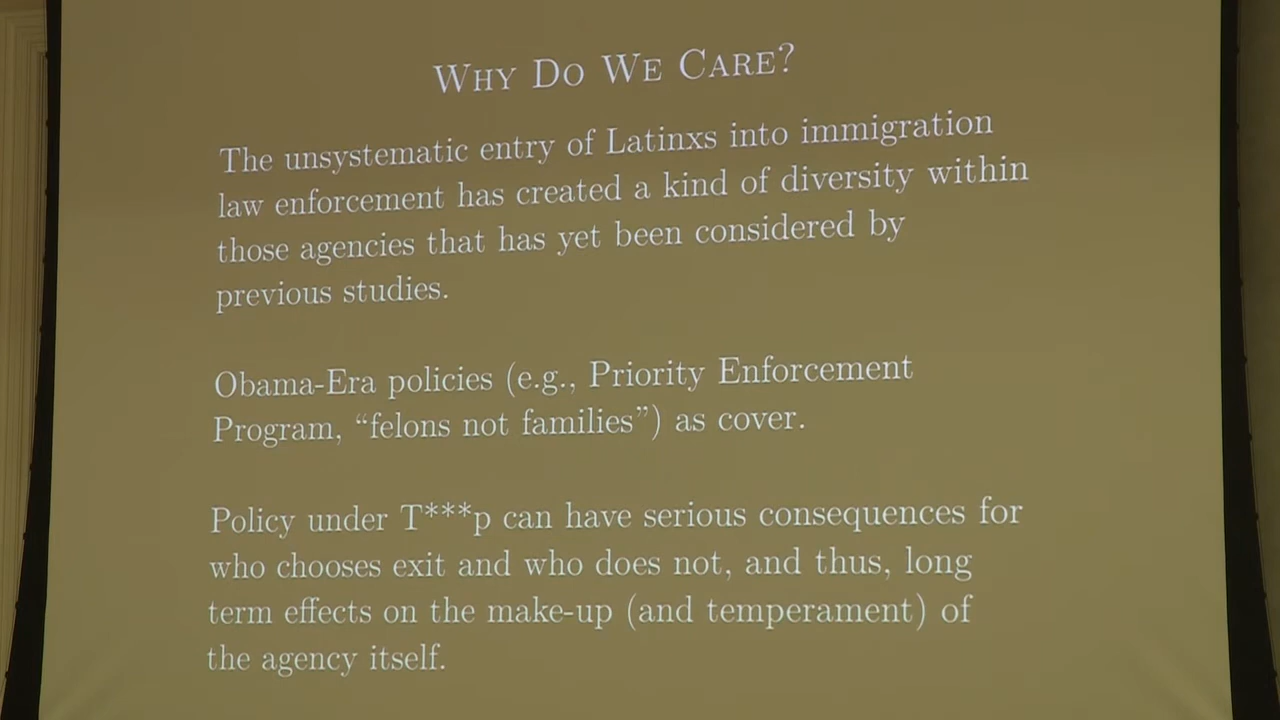 WHY DO WE CARE?
The unsystematic entry of Latinxs into immigration
law enforcement has created a kind of diversity within
those agencies that has yet been considered by
previous studies.
Obama-Era policies (e.g., Priority Enforcement
Program, “felons not families”) as cover.
Policy under T***p can have serious consequences for
who chooses exit and who does not, and thus, long
term effects on the make-up (and temperament) of
the agency itself.